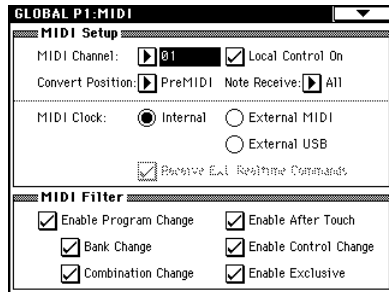 GLOBAL P1:MIDI
MIDI Setup
MIDI Channel: 01 Local Control On
Convert Position: PreMIDI Note Receive: All
MIDI Clock: Internal External MIDI
External USB
Receive Ext. Realtime Commands
MIDI Filter
Enable Program Change Enable After Touch
Bank Change Enable Control Change
Combination Change Enable Exclusive